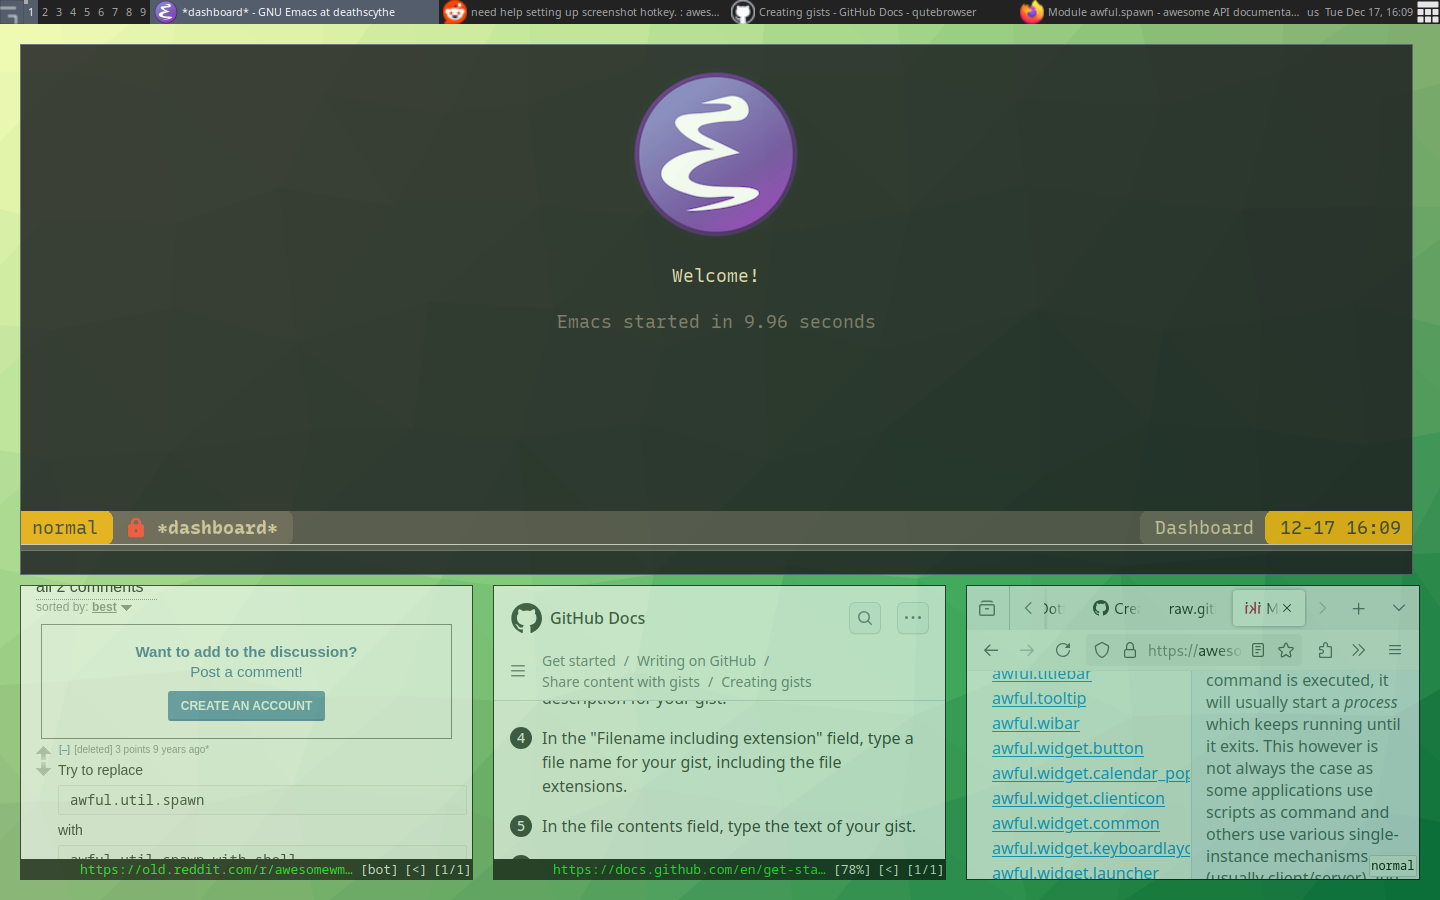 1 2 3 4 5 6 7 8 9 *dashboard* - GNU Emacs at deathscythe need help setting up screenshot hotkey. : awes... Creating gists - GitHub Docs - qutebrowser Module awful.spawn - awesome API documenta... us Tue Dec 17, 16:09
Welcome!
Emacs started in 9.96 seconds
normal *dashboard* Dashboard 12-17 16:09
all 2 comments
sorted by: best
Want to add to the discussion?
Post a comment!
CREATE AN ACCOUNT
[–] [deleted] 3 points 9 years ago*
Try to replace
awful.util.spawn
with
awful.util.spawn_with_shell
https://old.reddit.com/r/awesomewm… [bot] [<] [1/1]
GitHub Docs
Get started / Writing on GitHub /
Share content with gists / Creating gists
description for your gist.
4 In the "Filename including extension" field, type a
file name for your gist, including the file
extensions.
5 In the file contents field, type the text of your gist.
https://docs.github.com/en/get-sta… [78%] [<] [1/1]
Dot Crea raw.git iki M
https://aweso
awful.titlebar
awful.tooltip
awful.wibar
awful.widget.button
awful.widget.calendar_pop
awful.widget.clienticon
awful.widget.common
awful.widget.keyboardlayo
awful.widget.launcher
command is executed, it
will usually start a process
which keeps running until
it exits. This however is
not always the case as
some applications use
scripts as command and
others use various single-
instance mechanisms
(usually client/server)
normal